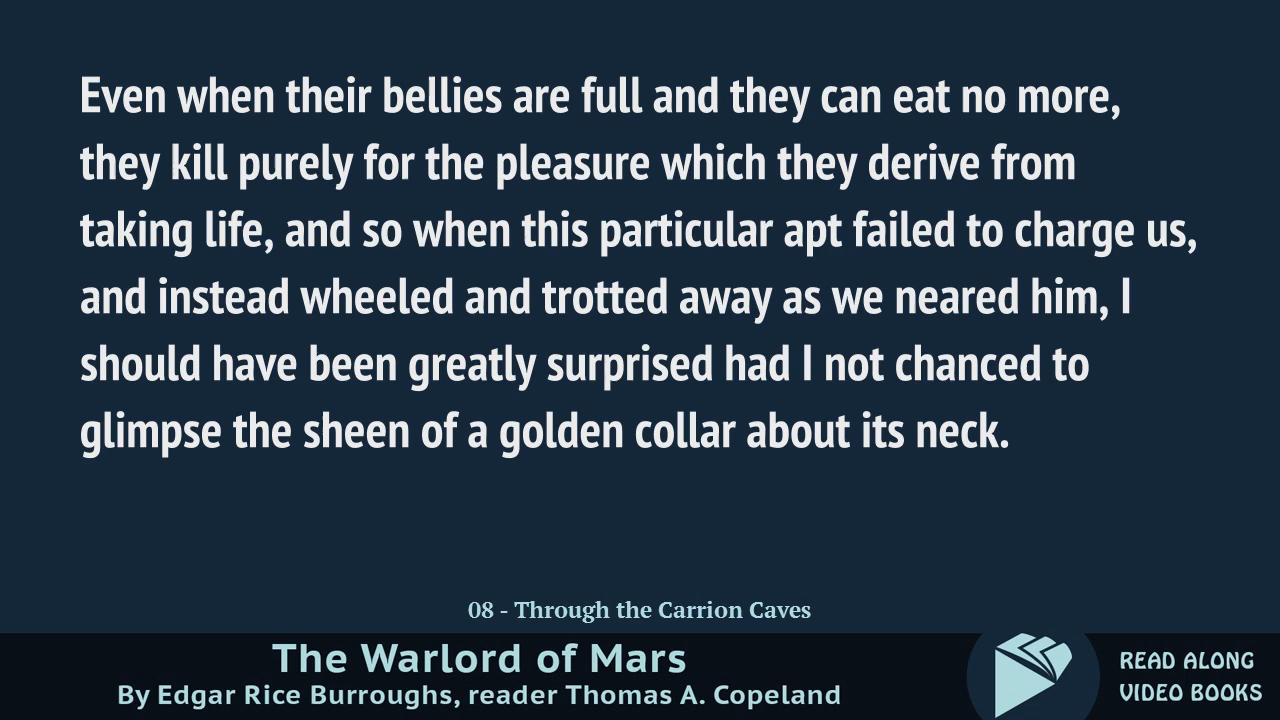 Even when their bellies are full and they can eat no more,
they kill purely for the pleasure which they derive from
taking life, and so when this particular apt failed to charge us,
and instead wheeled and trotted away as we neared him, I
should have been greatly surprised had I not chanced to
glimpse the sheen of a golden collar about its neck.
08 - Through the Carrion Caves
The Warlord of Mars
By Edgar Rice Burroughs, reader Thomas A. Copeland
READ ALONG
VIDEO BOOKS